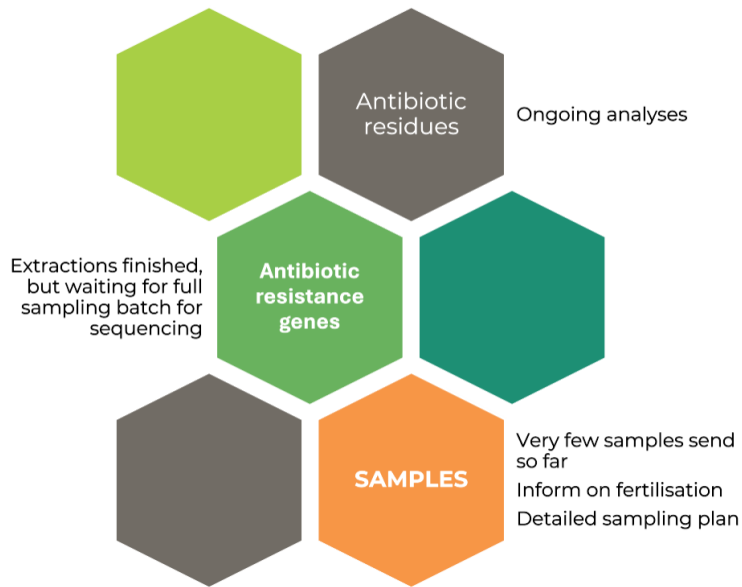 Antibiotic
residues
Ongoing analyses
Extractions finished,
but waiting for full
sampling batch for
sequencing
Antibiotic
resistance
genes
SAMPLES
Very few samples send
so far
Inform on fertilisation
Detailed sampling plan